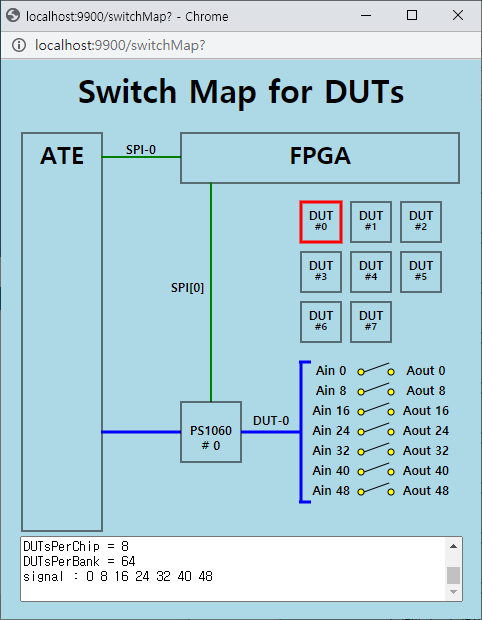 localhost:9900/switchMap? - Chrome
localhost:9900/switchMap?
Switch Map for DUTs
ATE
SPI-0
FPGA
DUT
#0
DUT
#1
DUT
#2
DUT
#3
DUT
#4
DUT
#5
DUT
#6
DUT
#7
SPI[0]
PS1060
# 0
DUT-0
Ain 0 Aout 0
Ain 8 Aout 8
Ain 16 Aout 16
Ain 24 Aout 24
Ain 32 Aout 32
Ain 40 Aout 40
Ain 48 Aout 48
DUTsPerChip = 8
DUTsPerBank = 64
signal : 0 8 16 24 32 40 48